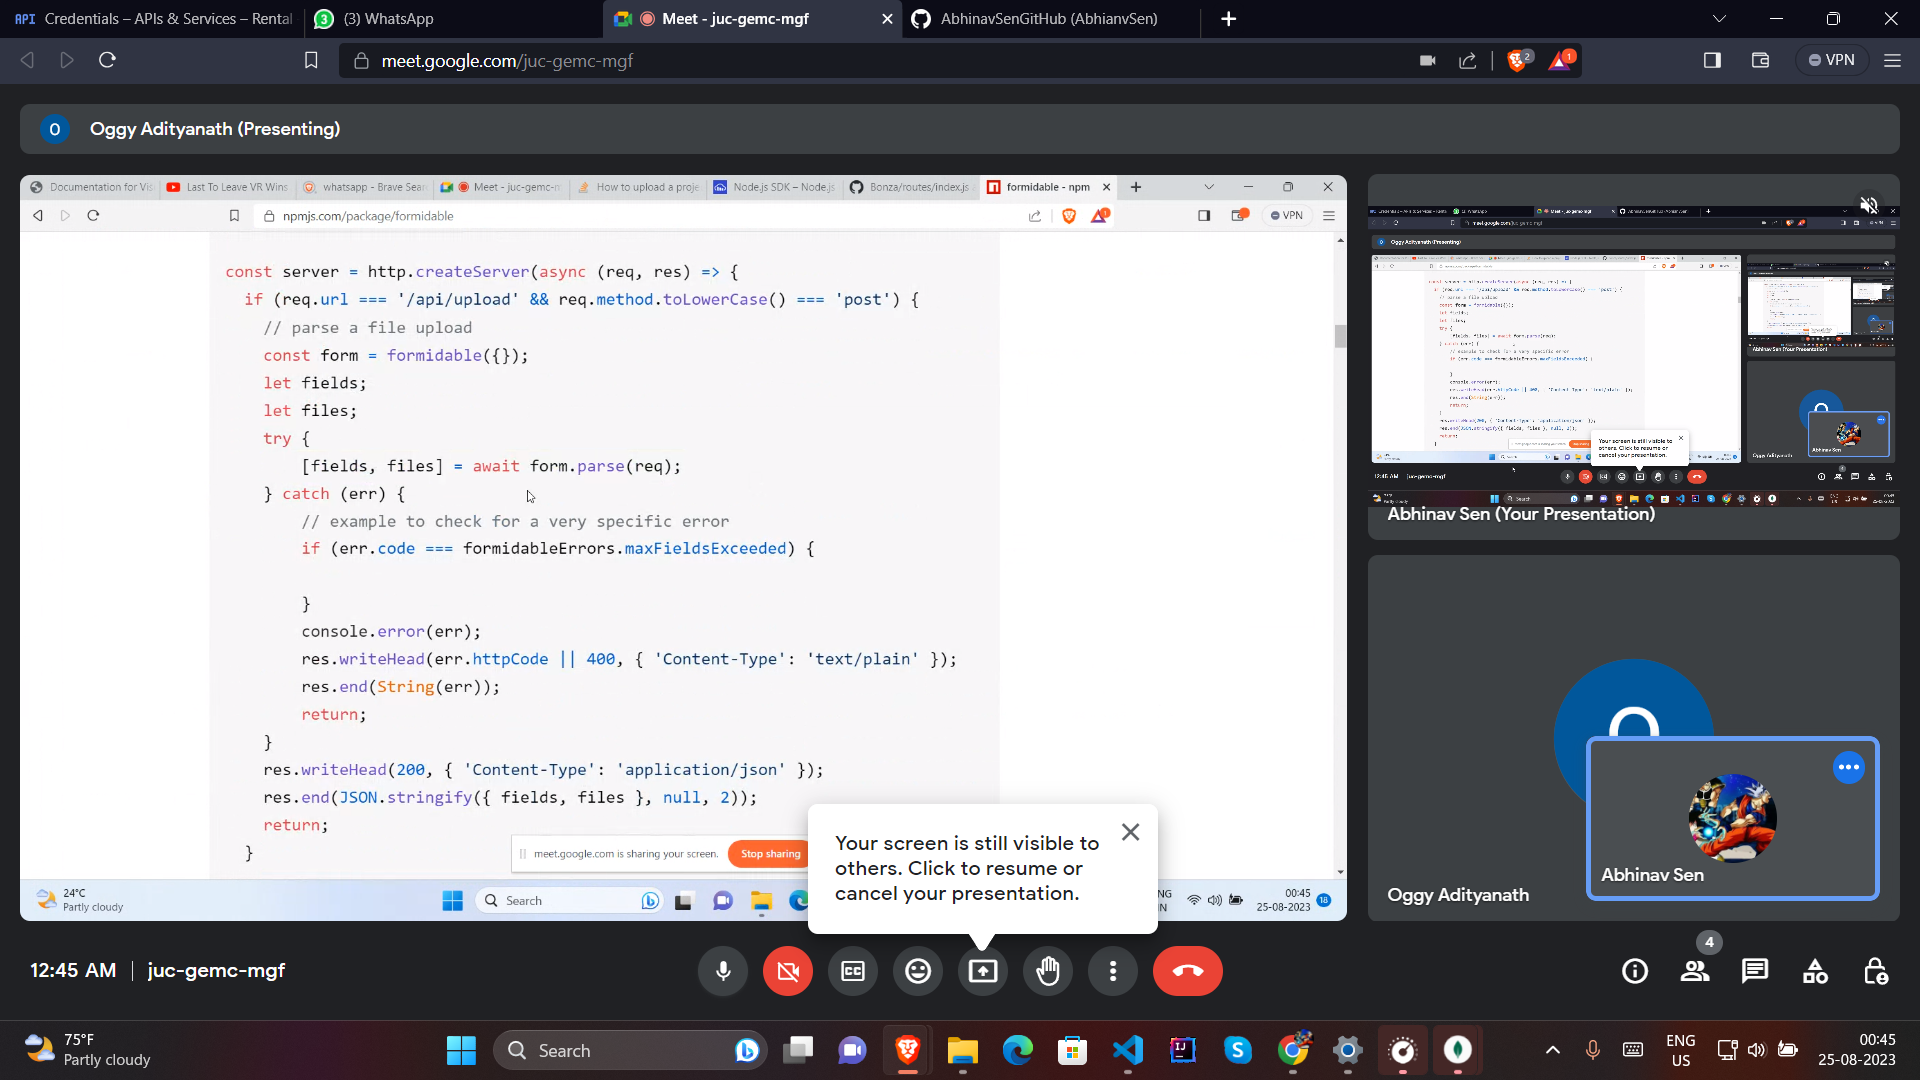 API Credentials – APIs & Services – Rental
3 (3) WhatsApp
Meet - juc-gemc-mgf
AbhinavSenGitHub (AbhianvSen)
meet.google.com/juc-gemc-mgf
2
1
VPN
O Oggy Adityanath (Presenting)
Documentation for Vis
Last To Leave VR Wins
whatsapp - Brave Sear
Meet - juc-gemc-m
How to upload a proje
Node.js SDK – Node.js
Bonza/routes/index.js
formidable - npm
npmjs.com/package/formidable
VPN
const server = http.createServer(async (req, res) => {
if (req.url === '/api/upload' && req.method.toLowerCase() === 'post') {
// parse a file upload
const form = formidable({});
let fields;
let files;
try {
[fields, files] = await form.parse(req);
} catch (err) {
// example to check for a very specific error
if (err.code === formidableErrors.maxFieldsExceeded) {
}
console.error(err);
res.writeHead(err.httpCode || 400, { 'Content-Type': 'text/plain' });
res.end(String(err));
return;
}
res.writeHead(200, { 'Content-Type': 'application/json' });
res.end(JSON.stringify({ fields, files }, null, 2));
return;
}
meet.google.com is sharing your screen.
Stop sharing
24°C
Partly cloudy
Search
NG
IN
00:45
25-08-2023
18
Your screen is still visible to
others. Click to resume or
cancel your presentation.
Abhinav Sen (Your Presentation)
Oggy Adityanath
Abhinav Sen
12:45 AM | juc-gemc-mgf
CC
4
75°F
Partly cloudy
Search
ENG
US
00:45
25-08-2023